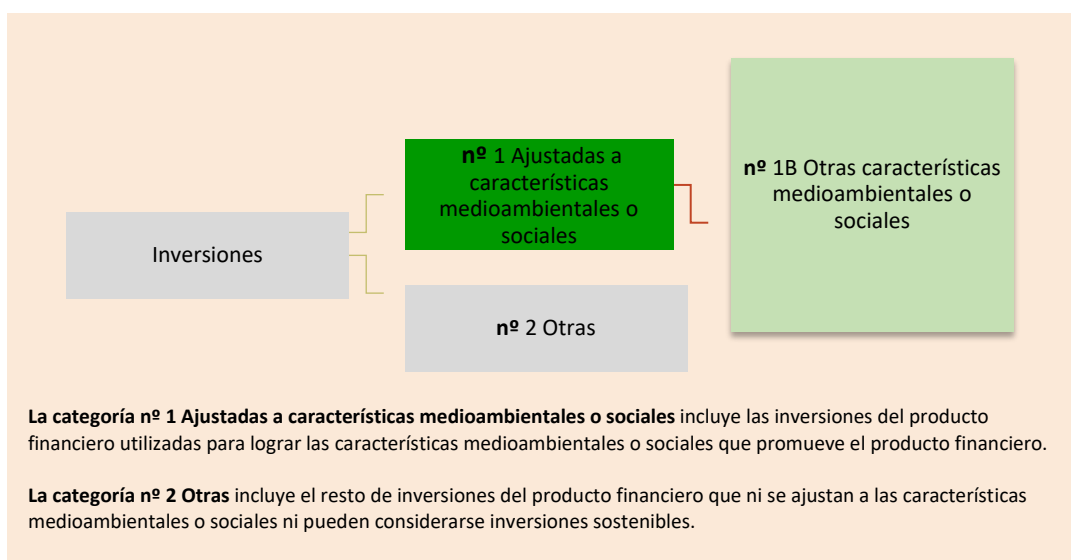 Inversiones
nº 1 Ajustadas a
características
medioambientales o
sociales
nº 2 Otras
nº 1B Otras características
medioambientales o
sociales
La categoría nº 1 Ajustadas a características medioambientales o sociales incluye las inversiones del producto
financiero utilizadas para lograr las características medioambientales o sociales que promueve el producto financiero.
La categoría nº 2 Otras incluye el resto de inversiones del producto financiero que ni se ajustan a las características
medioambientales o sociales ni pueden considerarse inversiones sostenibles.